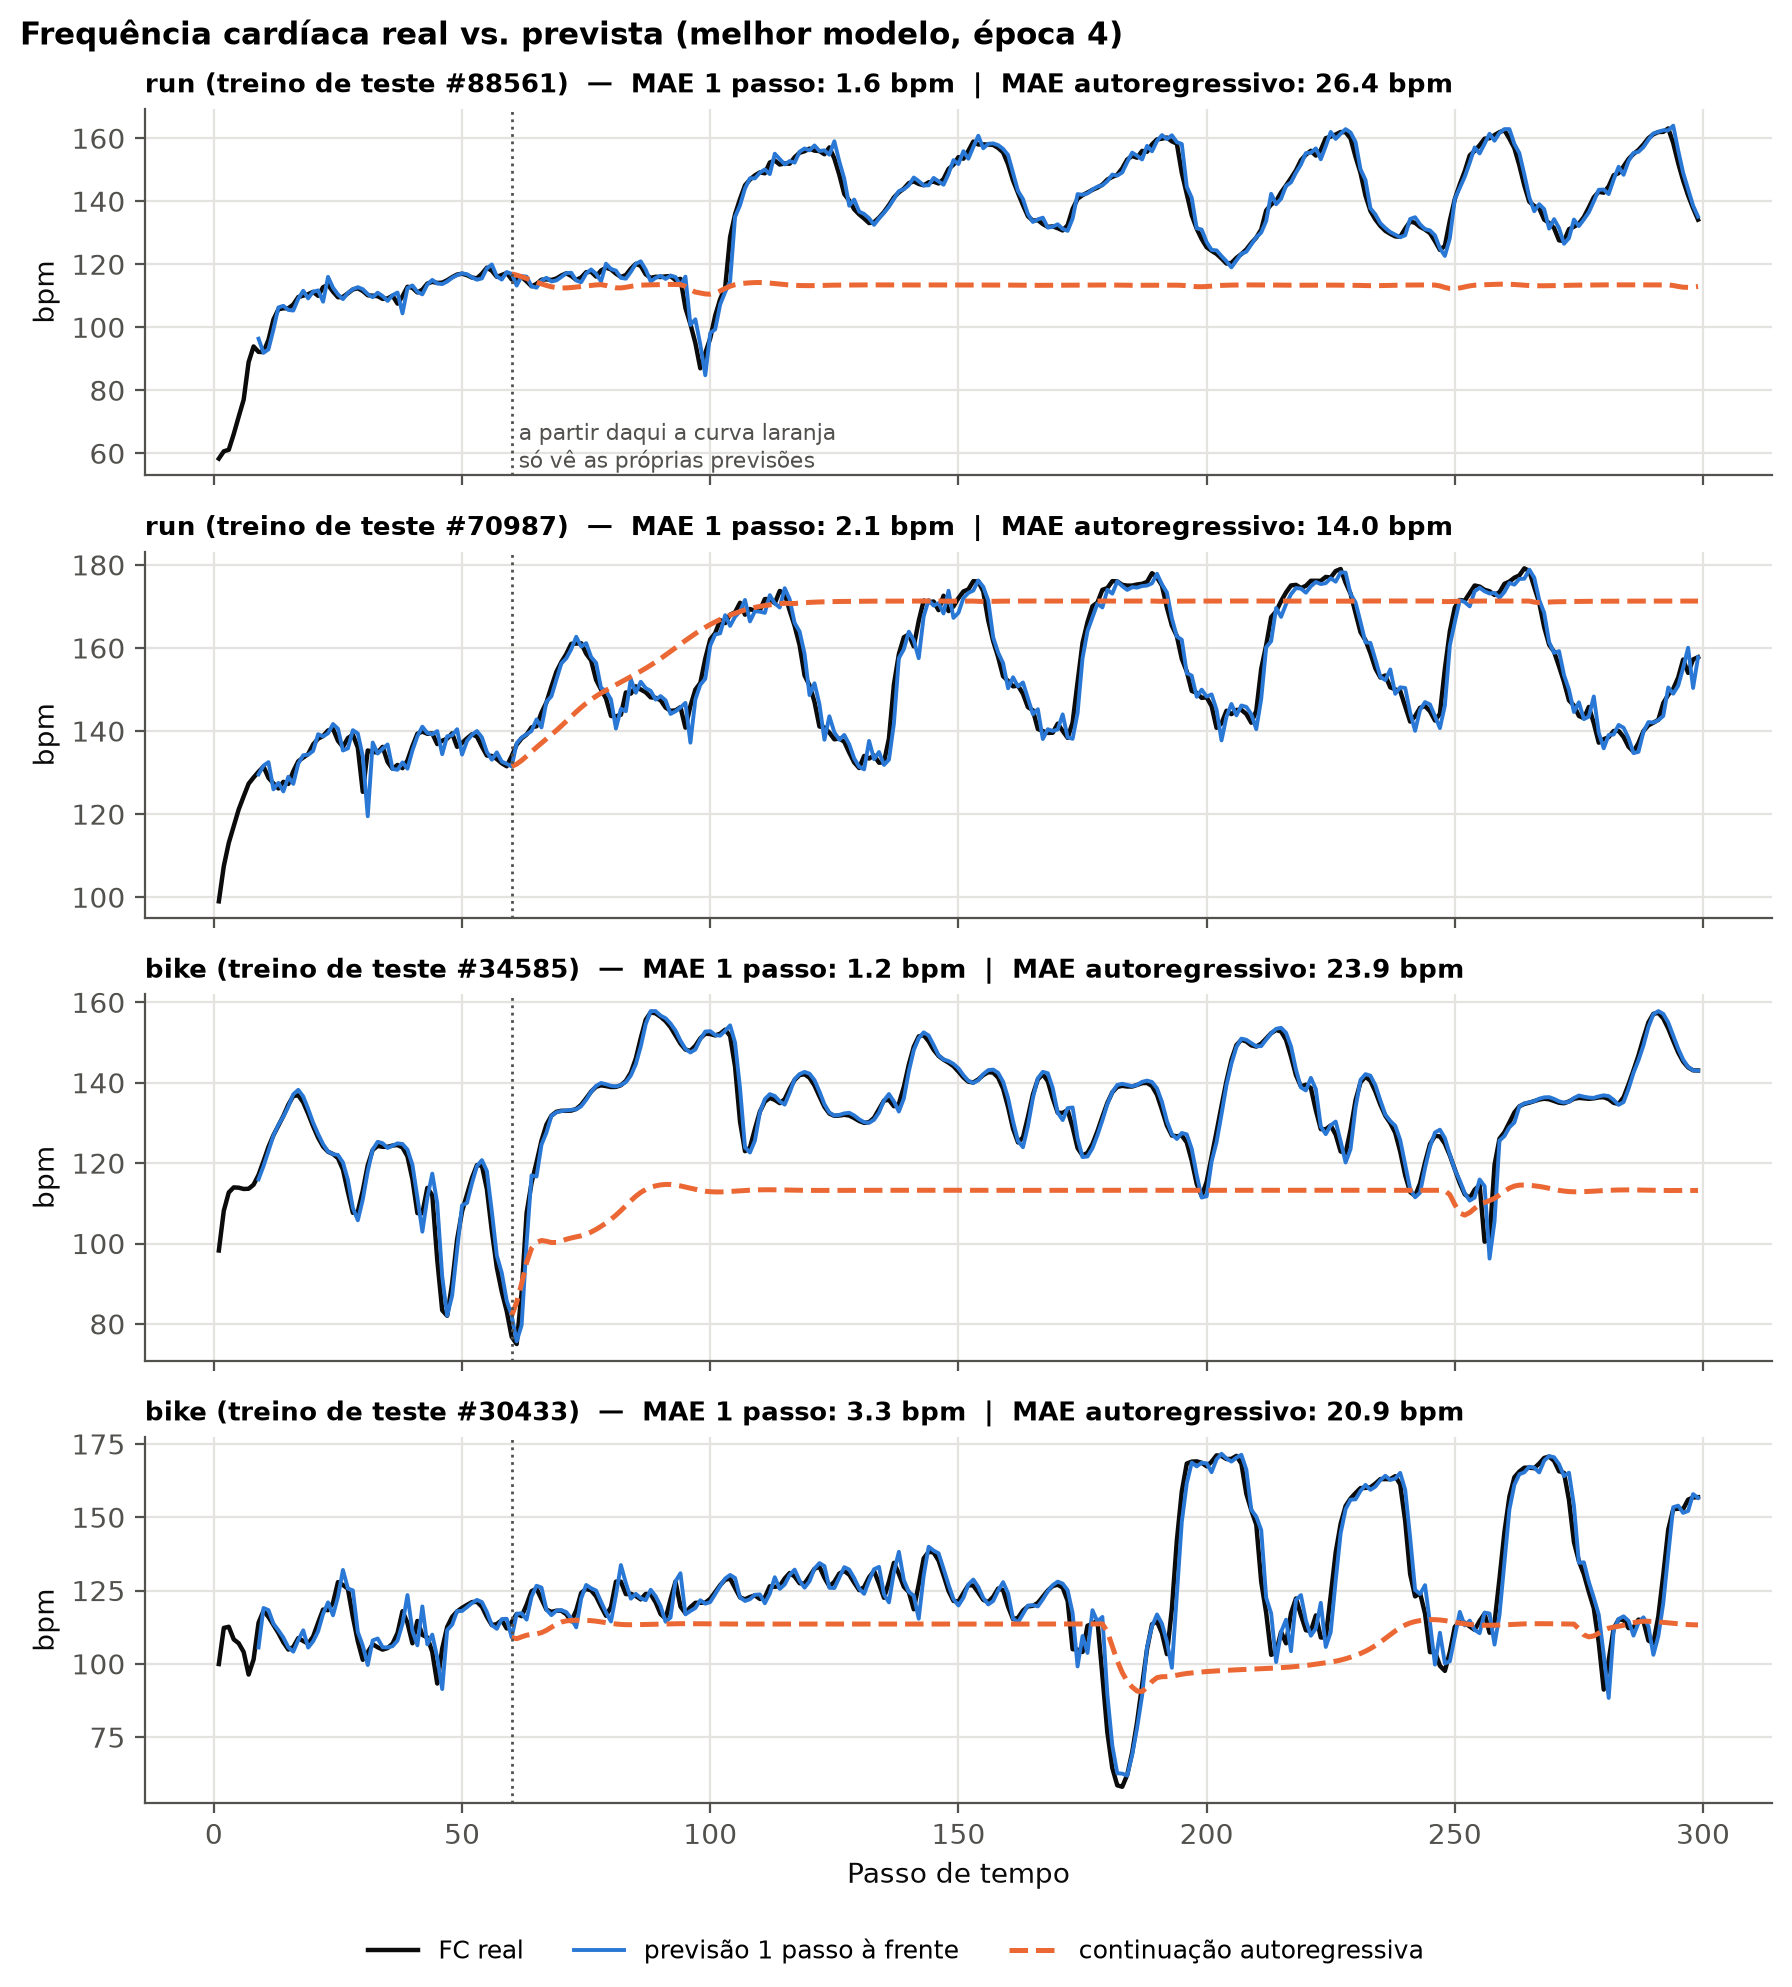 Frequência cardíaca real vs. prevista (melhor modelo, época 4)
run (treino de teste #88561) — MAE 1 passo: 1.6 bpm | MAE autoregressivo: 26.4 bpm
160
140
120
100
80
60
bpm
a partir daqui a curva laranja
só vê as próprias previsões
run (treino de teste #70987) — MAE 1 passo: 2.1 bpm | MAE autoregressivo: 14.0 bpm
180
160
140
120
100
bpm
bike (treino de teste #34585) — MAE 1 passo: 1.2 bpm | MAE autoregressivo: 23.9 bpm
160
140
120
100
80
bpm
bike (treino de teste #30433) — MAE 1 passo: 3.3 bpm | MAE autoregressivo: 20.9 bpm
175
150
125
100
75
bpm
0 50 100 150 200 250 300
Passo de tempo
FC real previsão 1 passo à frente continuação autoregressiva